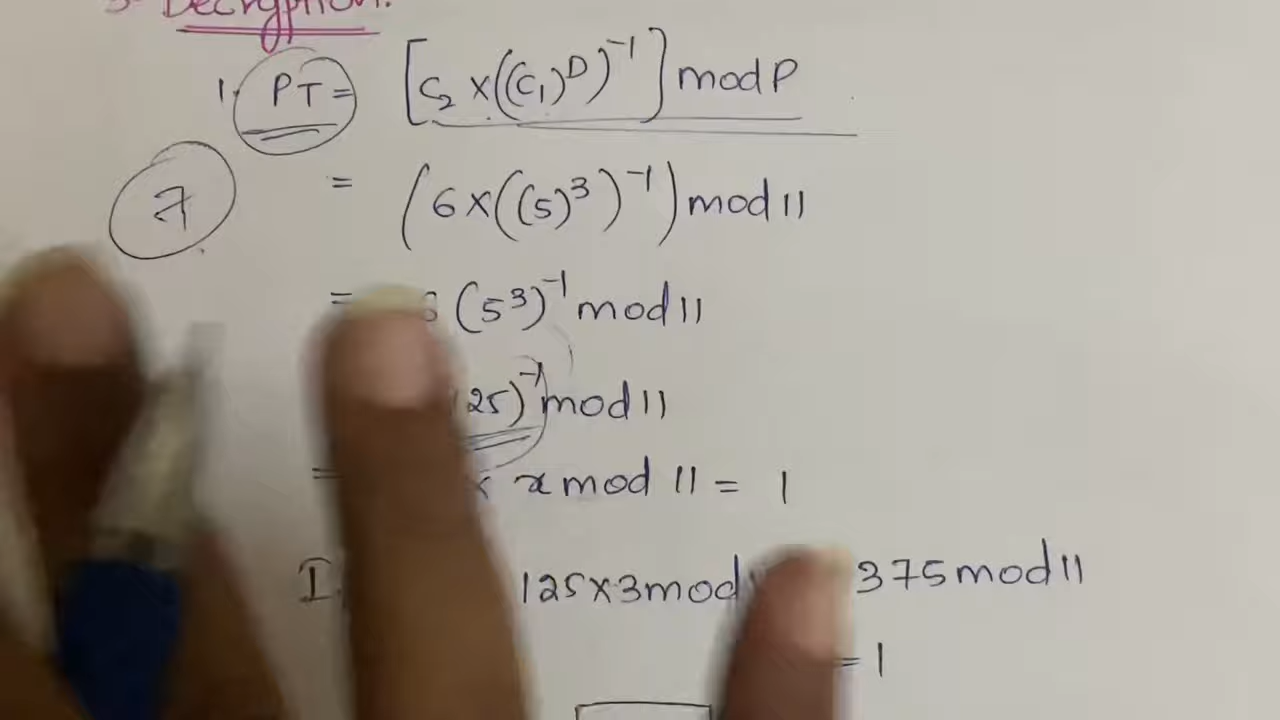 3. Decryption:
1. PT = [C₂ × ((C₁)ᴰ)⁻¹] mod P
7 = (6 × ((5)³)⁻¹) mod 11
= (5³)⁻¹ mod 11
25)⁻¹ mod 11
= x mod 11 = 1
125 × 3 mod 375 mod 11
= 1